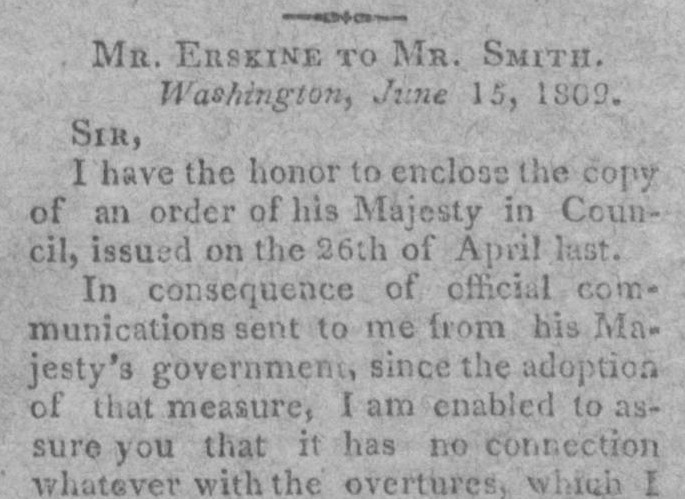 MR. ERSKINE TO MR. SMITH.
Washington, June 15, 1809.
SIR,
I have the honor to enclose the copy
of an order of his Majesty in Coun-
cil, issued on the 26th of April last.
In consequence of official com-
munications sent to me from his Ma-
jesty's government, since the adoption
of that measure, I am enabled to as-
sure you that it has no connection
whatever with the overtures, which I